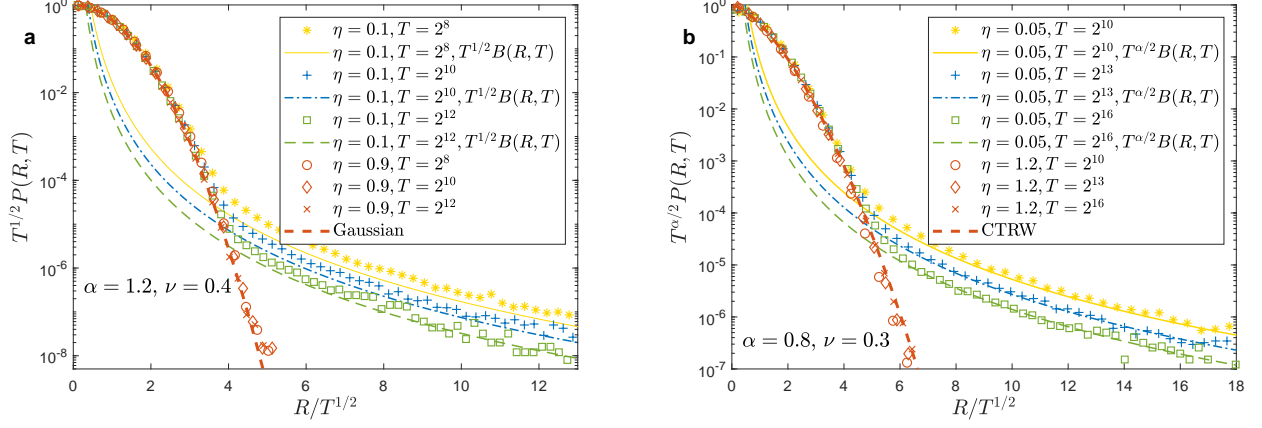 a
10^0
10^-2
10^-4
10^-6
10^-8
T^{1/2}P(R,T)
η = 0.1, T = 2^8
η = 0.1, T = 2^8, T^{1/2}B(R,T)
η = 0.1, T = 2^{10}
η = 0.1, T = 2^{10}, T^{1/2}B(R,T)
η = 0.1, T = 2^{12}
η = 0.1, T = 2^{12}, T^{1/2}B(R,T)
η = 0.9, T = 2^8
η = 0.9, T = 2^{10}
η = 0.9, T = 2^{12}
Gaussian
α = 1.2, ν = 0.4
0 2 4 6 8 10 12
R/T^{1/2}
b
10^0
10^-1
10^-2
10^-3
10^-4
10^-5
10^-6
10^-7
T^{α/2}P(R,T)
η = 0.05, T = 2^{10}
η = 0.05, T = 2^{10}, T^{α/2}B(R,T)
η = 0.05, T = 2^{13}
η = 0.05, T = 2^{13}, T^{α/2}B(R,T)
η = 0.05, T = 2^{16}
η = 0.05, T = 2^{16}, T^{α/2}B(R,T)
η = 1.2, T = 2^{10}
η = 1.2, T = 2^{13}
η = 1.2, T = 2^{16}
CTRW
α = 0.8, ν = 0.3
0 2 4 6 8 10 12 14 16 18
R/T^{1/2}